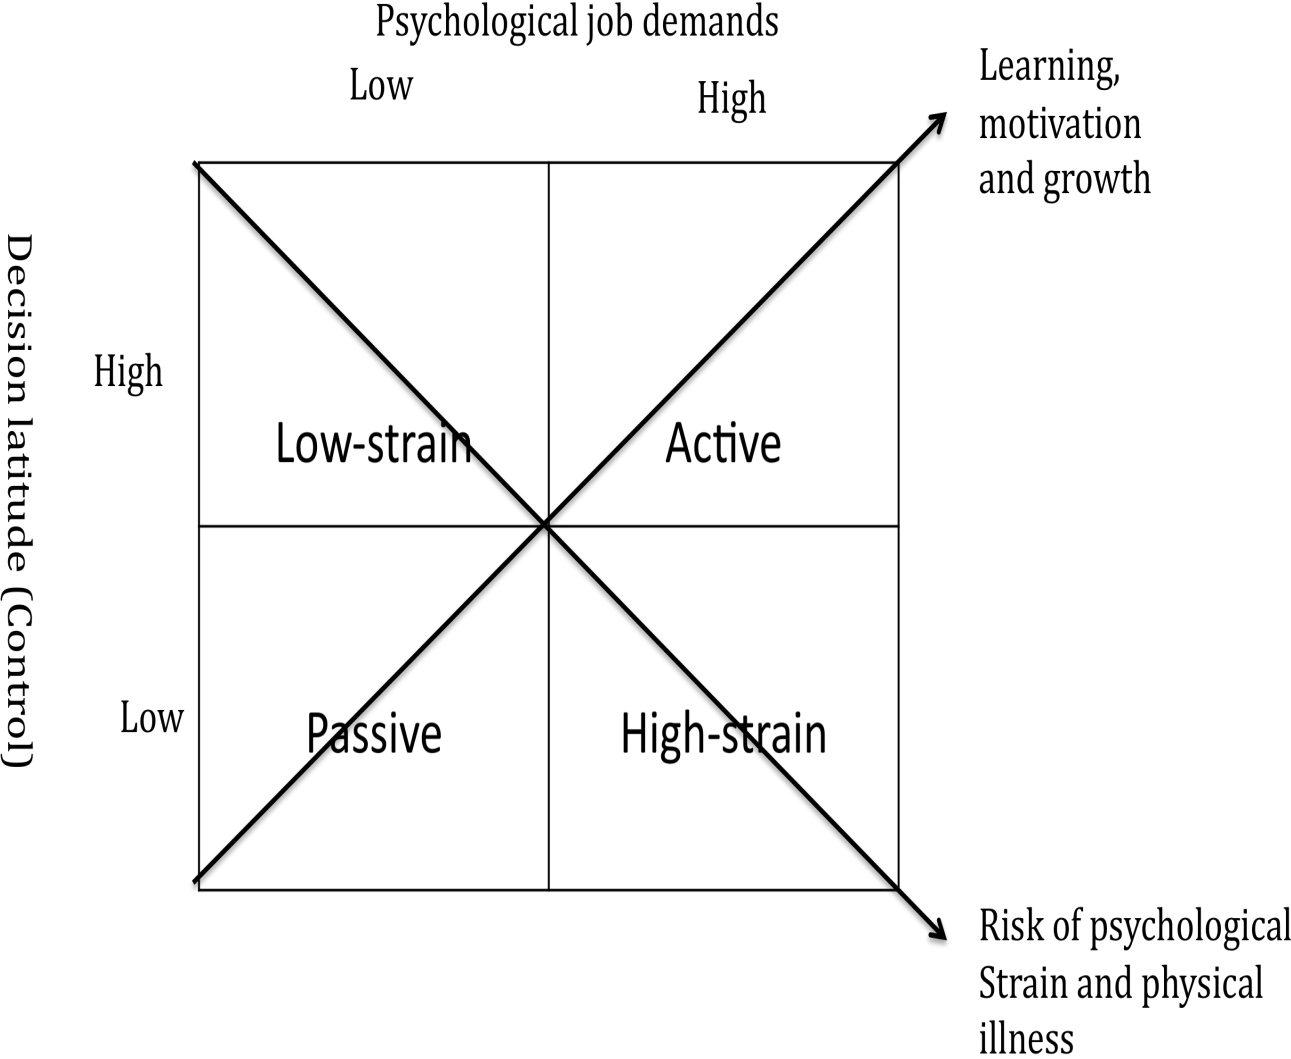 Psychological job demands
Low
High
Learning,
motivation
and growth
Decision latitude (Control)
High
Low-strain
Active
Low
Passive
High-strain
Risk of psychological
Strain and physical
illness